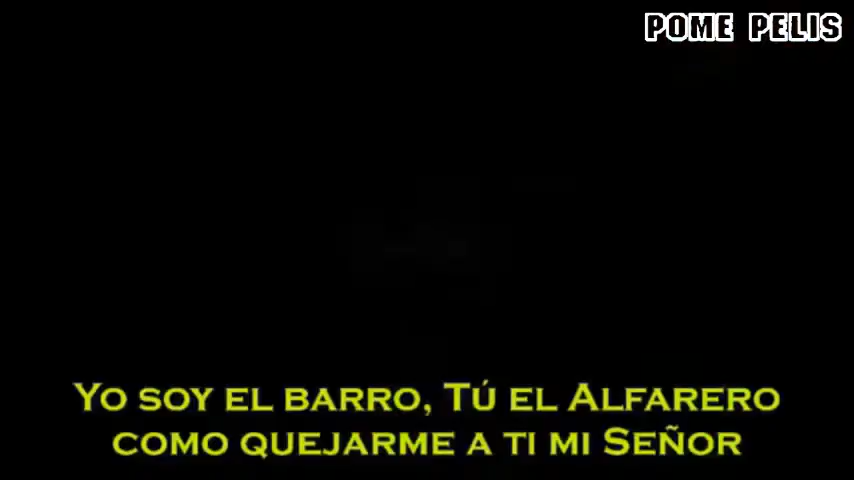 POME PELIS
Yo soy el barro, Tú el Alfarero
como quejarme a ti mi Señor